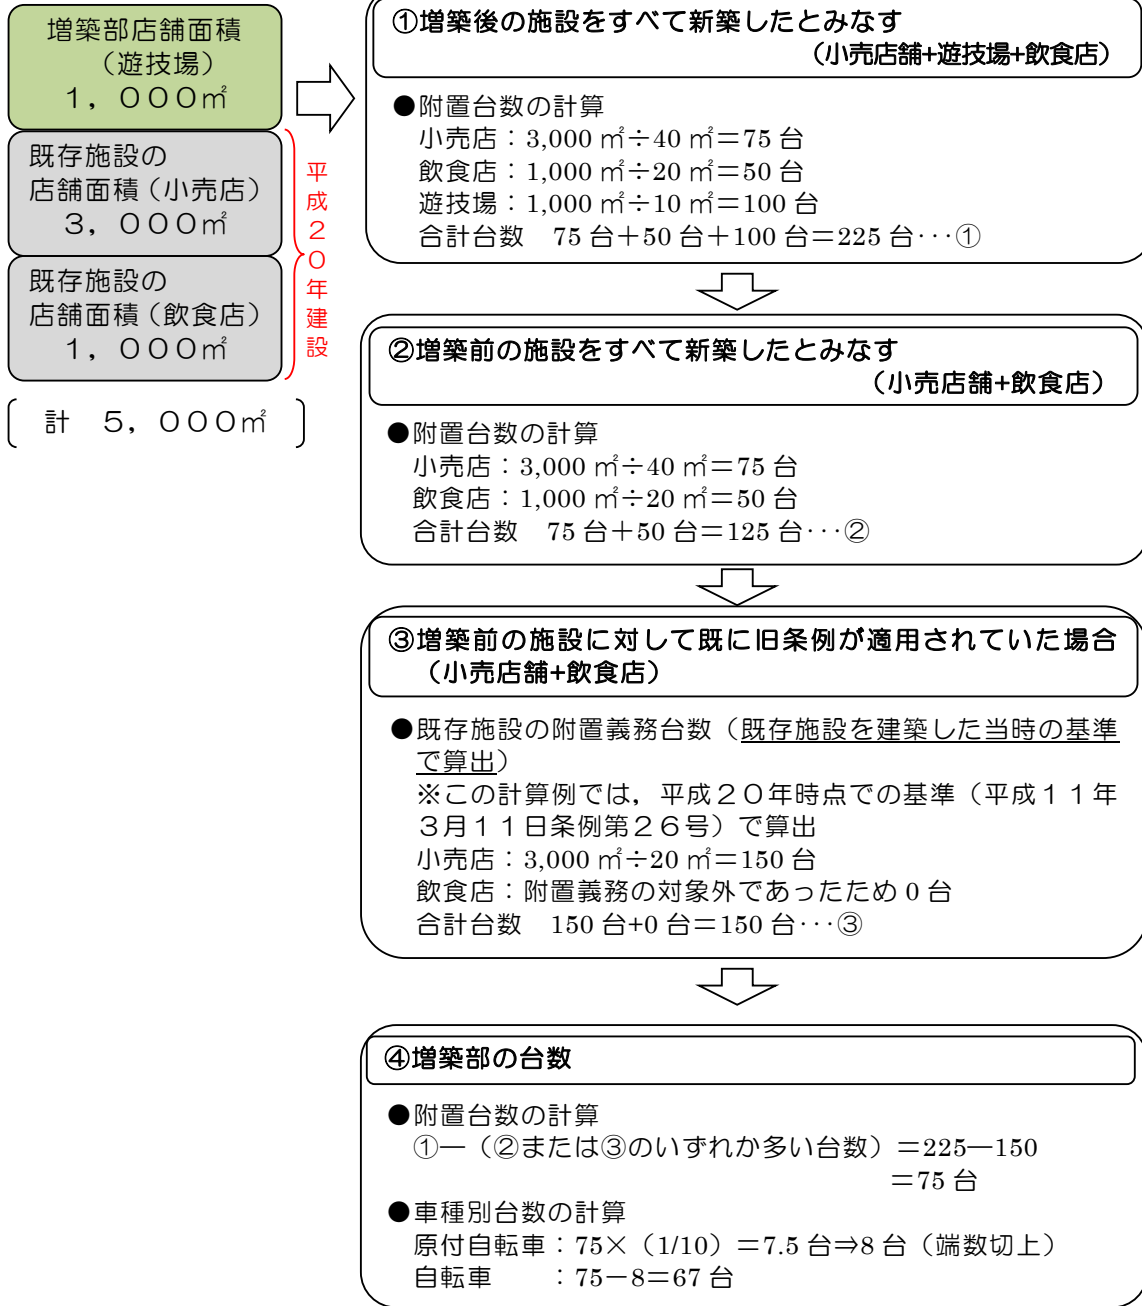 増築部店舗面積
（遊技場）
１，０００㎡
既存施設の
店舗面積（小売店）
３，０００㎡
既存施設の
店舗面積（飲食店）
１，０００㎡
平成２０年建設
計　５，０００㎡
①増築後の施設をすべて新築したとみなす
（小売店舗+遊技場+飲食店）
●附置台数の計算
小売店：3,000 ㎡÷40 ㎡＝75 台
飲食店：1,000 ㎡÷20 ㎡＝50 台
遊技場：1,000 ㎡÷10 ㎡＝100 台
合計台数　75 台＋50 台＋100 台＝225 台･･･①
②増築前の施設をすべて新築したとみなす
（小売店舗+飲食店）
●附置台数の計算
小売店：3,000 ㎡÷40 ㎡＝75 台
飲食店：1,000 ㎡÷20 ㎡＝50 台
合計台数　75 台＋50 台＝125 台･･･②
③増築前の施設に対して既に旧条例が適用されていた場合
（小売店舗+飲食店）
●既存施設の附置義務台数（既存施設を建築した当時の基準
で算出）
※この計算例では，平成２０年時点での基準（平成１１年
３月１１日条例第２６号）で算出
小売店：3,000 ㎡÷20 ㎡＝150 台
飲食店：附置義務の対象外であったため 0 台
合計台数　150 台+0 台＝150 台･･･③
④増築部の台数
●附置台数の計算
①―（②または③のいずれか多い台数）＝225―150
＝75 台
●車種別台数の計算
原付自転車：75×（1/10）＝7.5 台⇒8 台（端数切上）
自転車　　：75－8＝67 台